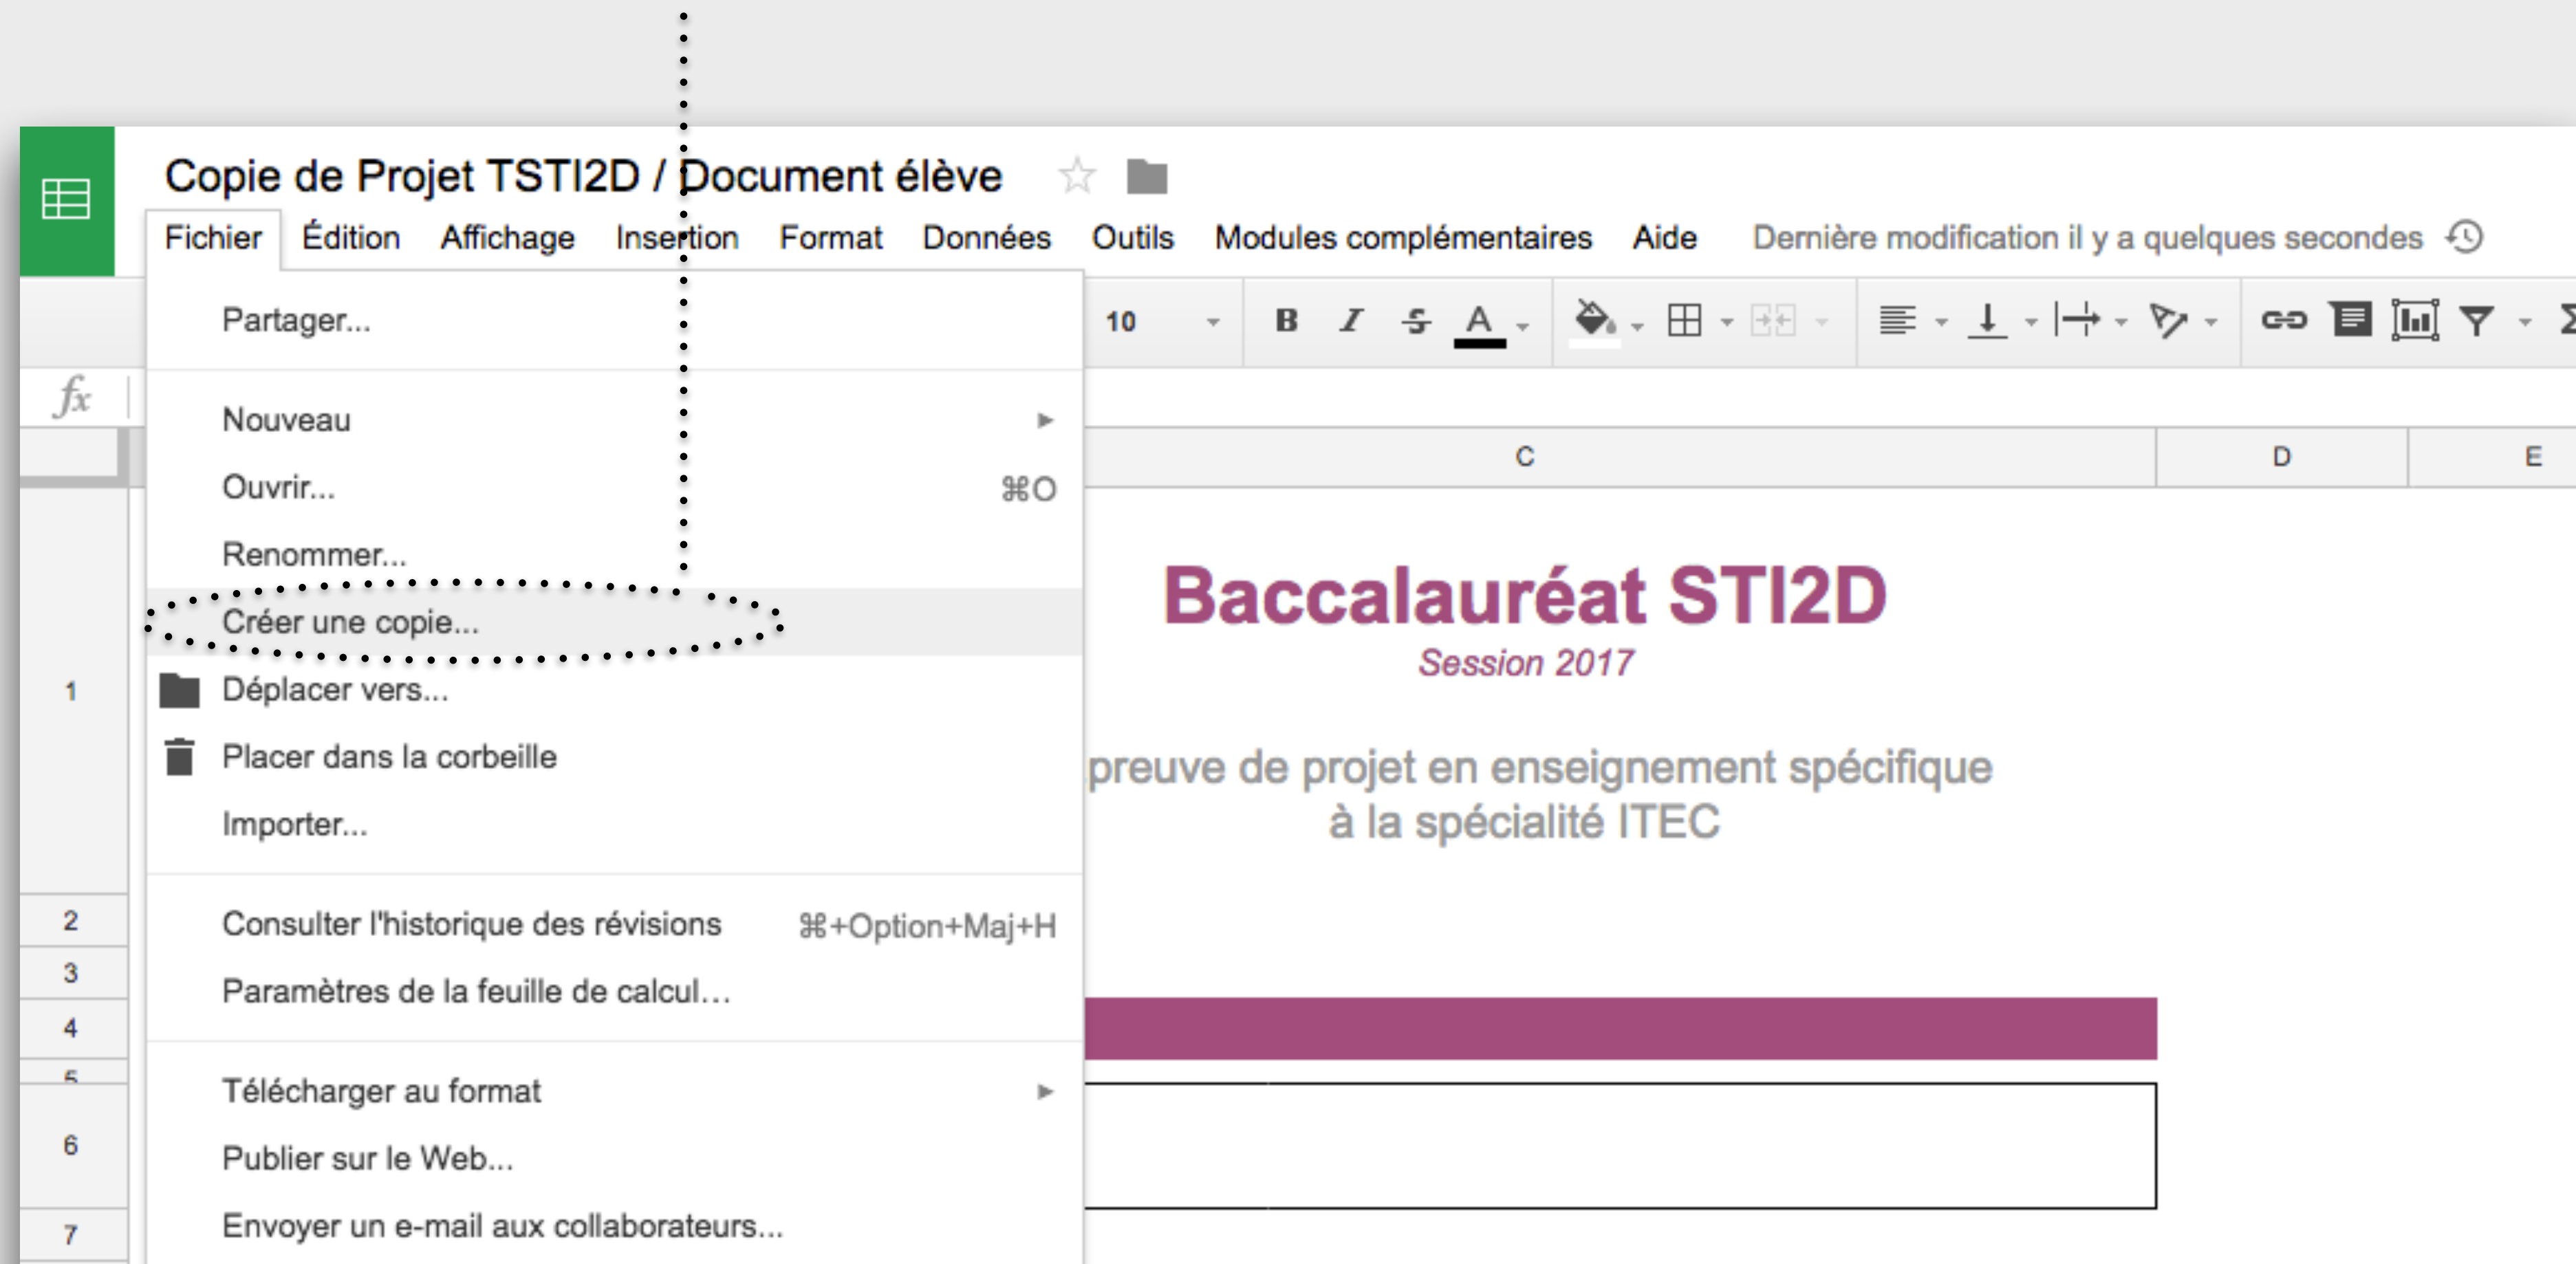 Copie de Projet TSTI2D / Document élève
Fichier Édition Affichage Insertion Format Données Outils Modules complémentaires Aide Dernière modification il y a quelques secondes
10 B I S A
fx
Partager...
Nouveau
Ouvrir... ⌘O
Renommer...
Créer une copie...
Déplacer vers...
Placer dans la corbeille
Importer...
Consulter l'historique des révisions ⌘+Option+Maj+H
Paramètres de la feuille de calcul...
Télécharger au format
Publier sur le Web...
Envoyer un e-mail aux collaborateurs...
C D E
1
2
3
4
5
6
7
Baccalauréat STI2D
Session 2017
preuve de projet en enseignement spécifique
à la spécialité ITEC